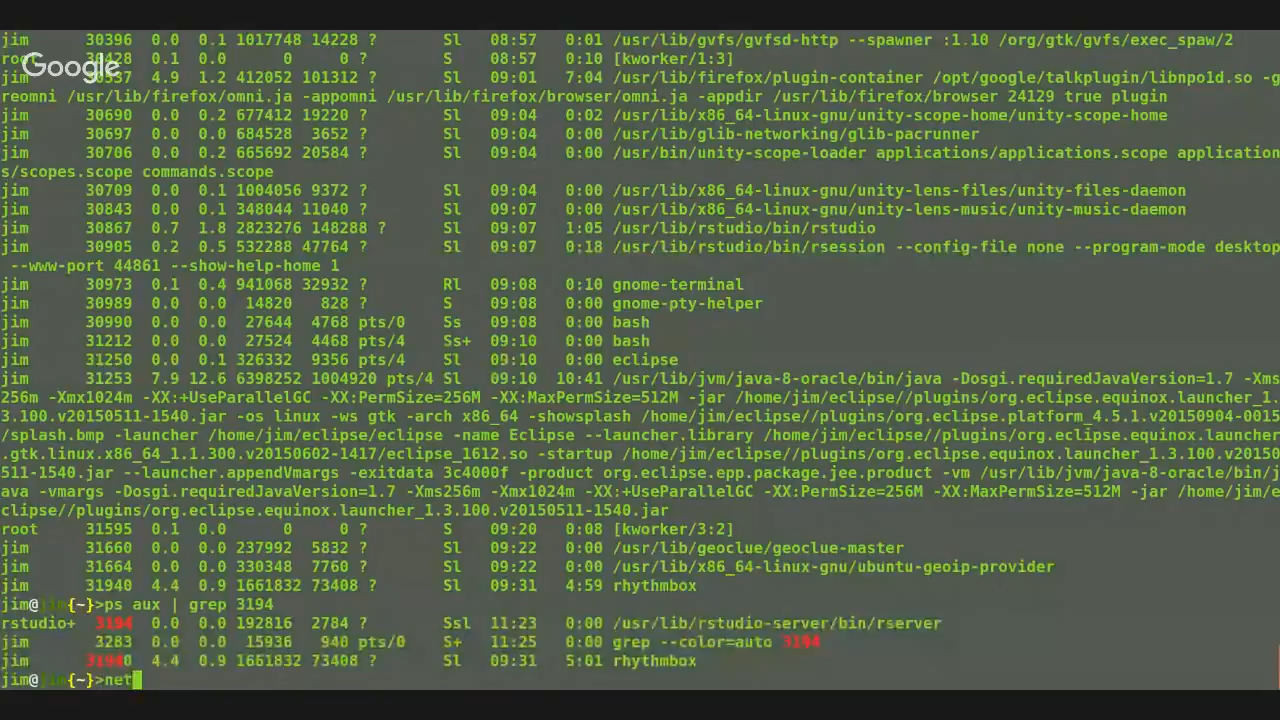 jim      30396  0.0  0.1 1017748 14228 ?       Sl   08:57   0:01 /usr/lib/gvfs/gvfsd-http --spawner :1.10 /org/gtk/gvfs/exec_spaw/2
Google
30428  0.1  0.0      0     0 ?        S    08:57   0:10 [kworker/1:3]
jim      30537  4.9  1.2 412052 101312 ?       Sl   09:01   7:04 /usr/lib/firefox/plugin-container /opt/google/talkplugin/libnpo1d.so -g
reomni /usr/lib/firefox/omni.ja -appomni /usr/lib/firefox/browser/omni.ja -appdir /usr/lib/firefox/browser 24129 true plugin
jim      30690  0.0  0.2 677412 19220 ?        Sl   09:04   0:02 /usr/lib/x86_64-linux-gnu/unity-scope-home/unity-scope-home
jim      30697  0.0  0.0 684528  3652 ?        Sl   09:04   0:00 /usr/lib/glib-networking/glib-pacrunner
jim      30706  0.0  0.2 665692 20584 ?        Sl   09:04   0:00 /usr/bin/unity-scope-loader applications/applications.scope application
s/scopes.scope commands.scope
jim      30709  0.0  0.1 1004056 9372 ?        Sl   09:04   0:00 /usr/lib/x86_64-linux-gnu/unity-lens-files/unity-files-daemon
jim      30843  0.0  0.1 348044 11040 ?        Sl   09:07   0:00 /usr/lib/x86_64-linux-gnu/unity-lens-music/unity-music-daemon
jim      30867  0.7  1.8 2823276 148288 ?      Sl   09:07   1:05 /usr/lib/rstudio/bin/rstudio
jim      30905  0.2  0.5 532288 47764 ?        Sl   09:07   0:18 /usr/lib/rstudio/bin/rsession --config-file none --program-mode desktop
 --www-port 44861 --show-help-home 1
jim      30973  0.1  0.4 941068 32932 ?        Rl   09:08   0:10 gnome-terminal
jim      30989  0.0  0.0  14820   828 ?        S    09:08   0:00 gnome-pty-helper
jim      30990  0.0  0.0  27644  4768 pts/0    Ss   09:08   0:00 bash
jim      31212  0.0  0.0  27524  4468 pts/4    Ss+  09:10   0:00 bash
jim      31250  0.0  0.1 326332  9356 pts/4    Sl   09:10   0:00 eclipse
jim      31253  7.9 12.6 6398252 1004920 pts/4 Sl   09:10  10:41 /usr/lib/jvm/java-8-oracle/bin/java -Dosgi.requiredJavaVersion=1.7 -Xms
256m -Xmx1024m -XX:+UseParallelGC -XX:PermSize=256M -XX:MaxPermSize=512M -jar /home/jim/eclipse//plugins/org.eclipse.equinox.launcher_1.
3.100.v20150511-1540.jar -os linux -ws gtk -arch x86_64 -showsplash /home/jim/eclipse//plugins/org.eclipse.platform_4.5.1.v20150904-0015
/splash.bmp -launcher /home/jim/eclipse/eclipse -name Eclipse --launcher.library /home/jim/eclipse//plugins/org.eclipse.equinox.launcher
.gtk.linux.x86_64_1.1.300.v20150602-1417/eclipse_1612.so -startup /home/jim/eclipse//plugins/org.eclipse.equinox.launcher_1.3.100.v20150
511-1540.jar --launcher.appendVmargs -exitdata 3c4000f -product org.eclipse.epp.package.jee.product -vm /usr/lib/jvm/java-8-oracle/bin/j
ava -vmargs -Dosgi.requiredJavaVersion=1.7 -Xms256m -Xmx1024m -XX:+UseParallelGC -XX:PermSize=256M -XX:MaxPermSize=512M -jar /home/jim/e
clipse//plugins/org.eclipse.equinox.launcher_1.3.100.v20150511-1540.jar
root     31595  0.1  0.0      0     0 ?        S    09:20   0:08 [kworker/3:2]
jim      31660  0.0  0.0 237992  5832 ?        Sl   09:22   0:00 /usr/lib/geoclue/geoclue-master
jim      31664  0.0  0.0 330348  7760 ?        Sl   09:22   0:00 /usr/lib/x86_64-linux-gnu/ubuntu-geoip-provider
jim      31940  4.4  0.9 1661832 73408 ?       Sl   09:31   4:59 rhythmbox
jim@jim{~}>ps aux | grep 3194
rstudio+  3194  0.0  0.0 192816  2784 ?        Ssl  11:23   0:00 /usr/lib/rstudio-server/bin/rserver
jim       3283  0.0  0.0  15936   940 pts/0    S+   11:25   0:00 grep --color=auto 3194
jim      31940  4.4  0.9 1661832 73408 ?       Sl   09:31   5:01 rhythmbox
jim@jim{~}>net